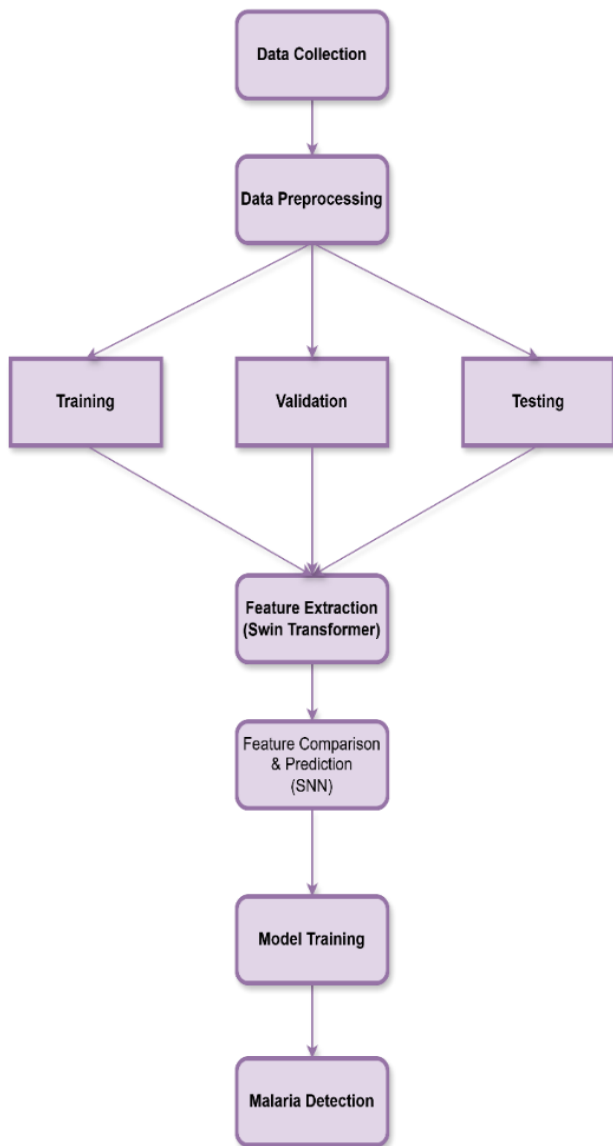 Data Collection
Data Preprocessing
Training
Validation
Testing
Feature Extraction
(Swin Transformer)
Feature Comparison
& Prediction
(SNN)
Model Training
Malaria Detection